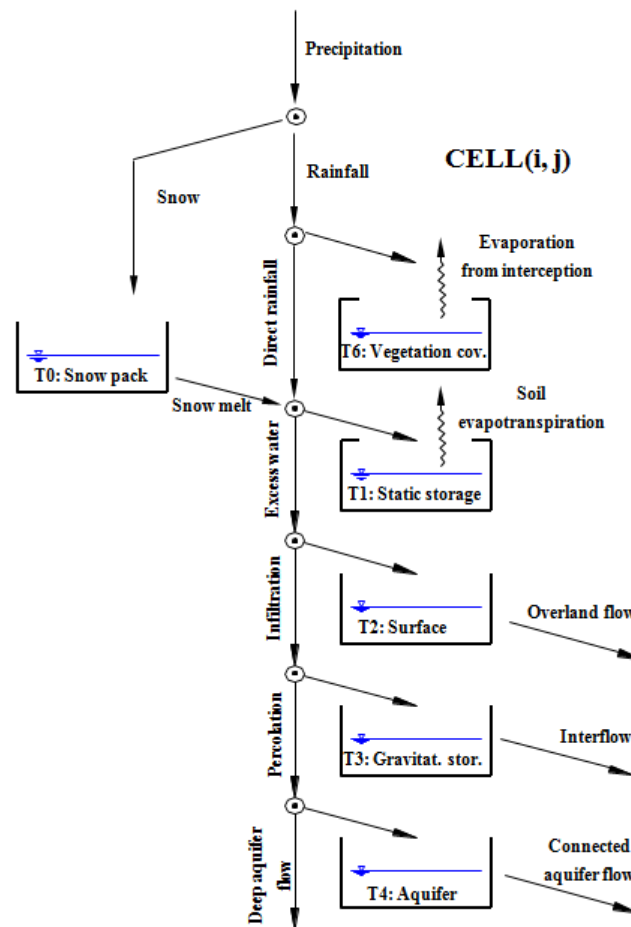 Precipitation
CELL(i, j)
Rainfall
Snow
Evaporation
from interception
Direct rainfall
T6: Vegetation cov.
T0: Snow pack
Snow melt
Soil
evapotranspiration
Excess water
T1: Static storage
Infiltration
T2: Surface
Overland flow
Percolation
T3: Gravitat. stor.
Interflow
Deep aquifer
flow
T4: Aquifer
Connected
aquifer flow